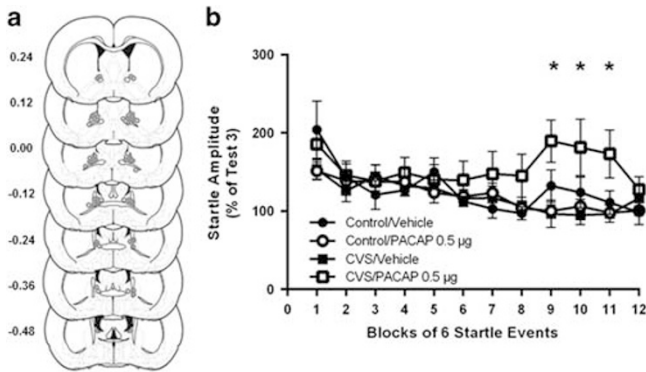 a
0.24
0.12
0.00
-0.12
-0.24
-0.36
-0.48
b
Startle Amplitude
(% of Test 3)
300
200
100
0
* * *
Control/Vehicle
Control/PACAP 0.5 µg
CVS/Vehicle
CVS/PACAP 0.5 µg
0 1 2 3 4 5 6 7 8 9 10 11 12
Blocks of 6 Startle Events